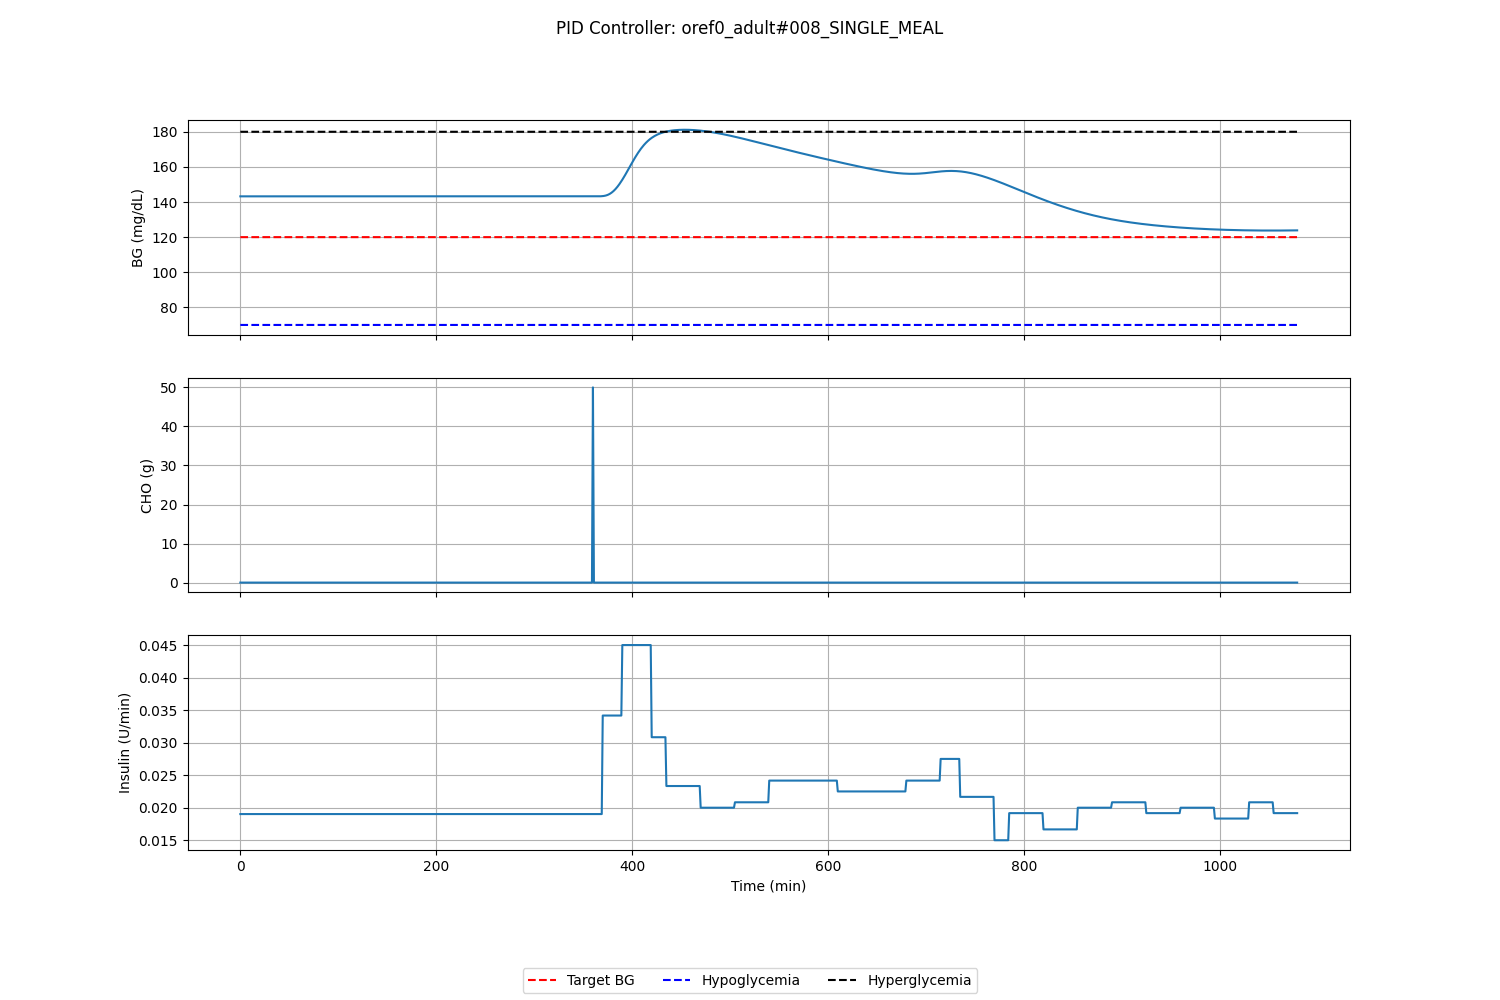 PID Controller: oref0_adult#008_SINGLE_MEAL
180
160
140
120
100
80
BG (mg/dL)
50
40
30
20
10
0
CHO (g)
0.045
0.040
0.035
0.030
0.025
0.020
0.015
Insulin (U/min)
0 200 400 600 800 1000
Time (min)
Target BG Hypoglycemia Hyperglycemia